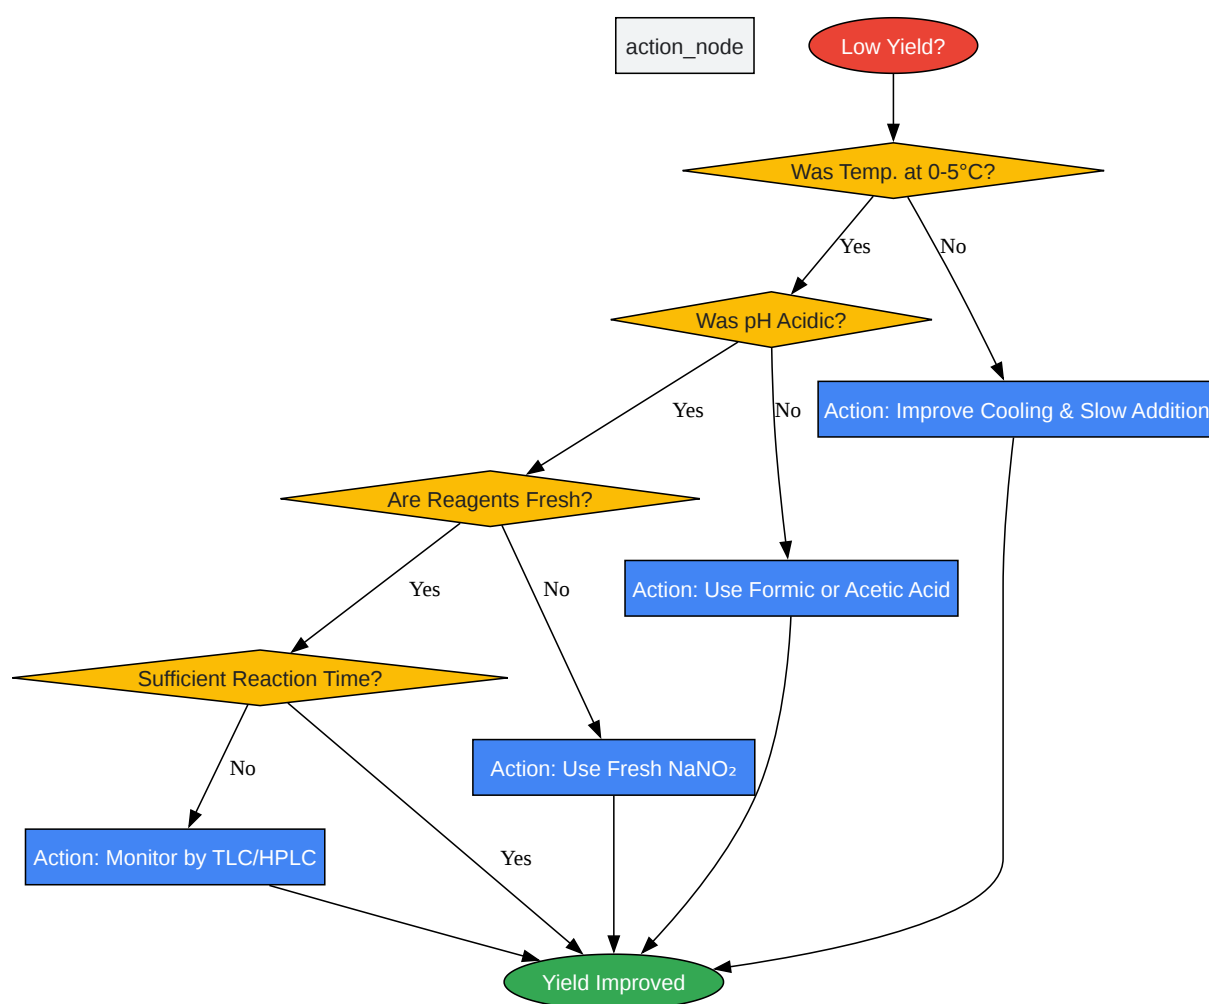 action_node
Low Yield?
Was Temp. at 0-5°C?
Yes
No
Was pH Acidic?
Yes
No
Action: Improve Cooling & Slow Addition
Are Reagents Fresh?
Yes
No
Action: Use Formic or Acetic Acid
Sufficient Reaction Time?
No
Action: Use Fresh NaNO₂
Action: Monitor by TLC/HPLC
Yes
Yield Improved